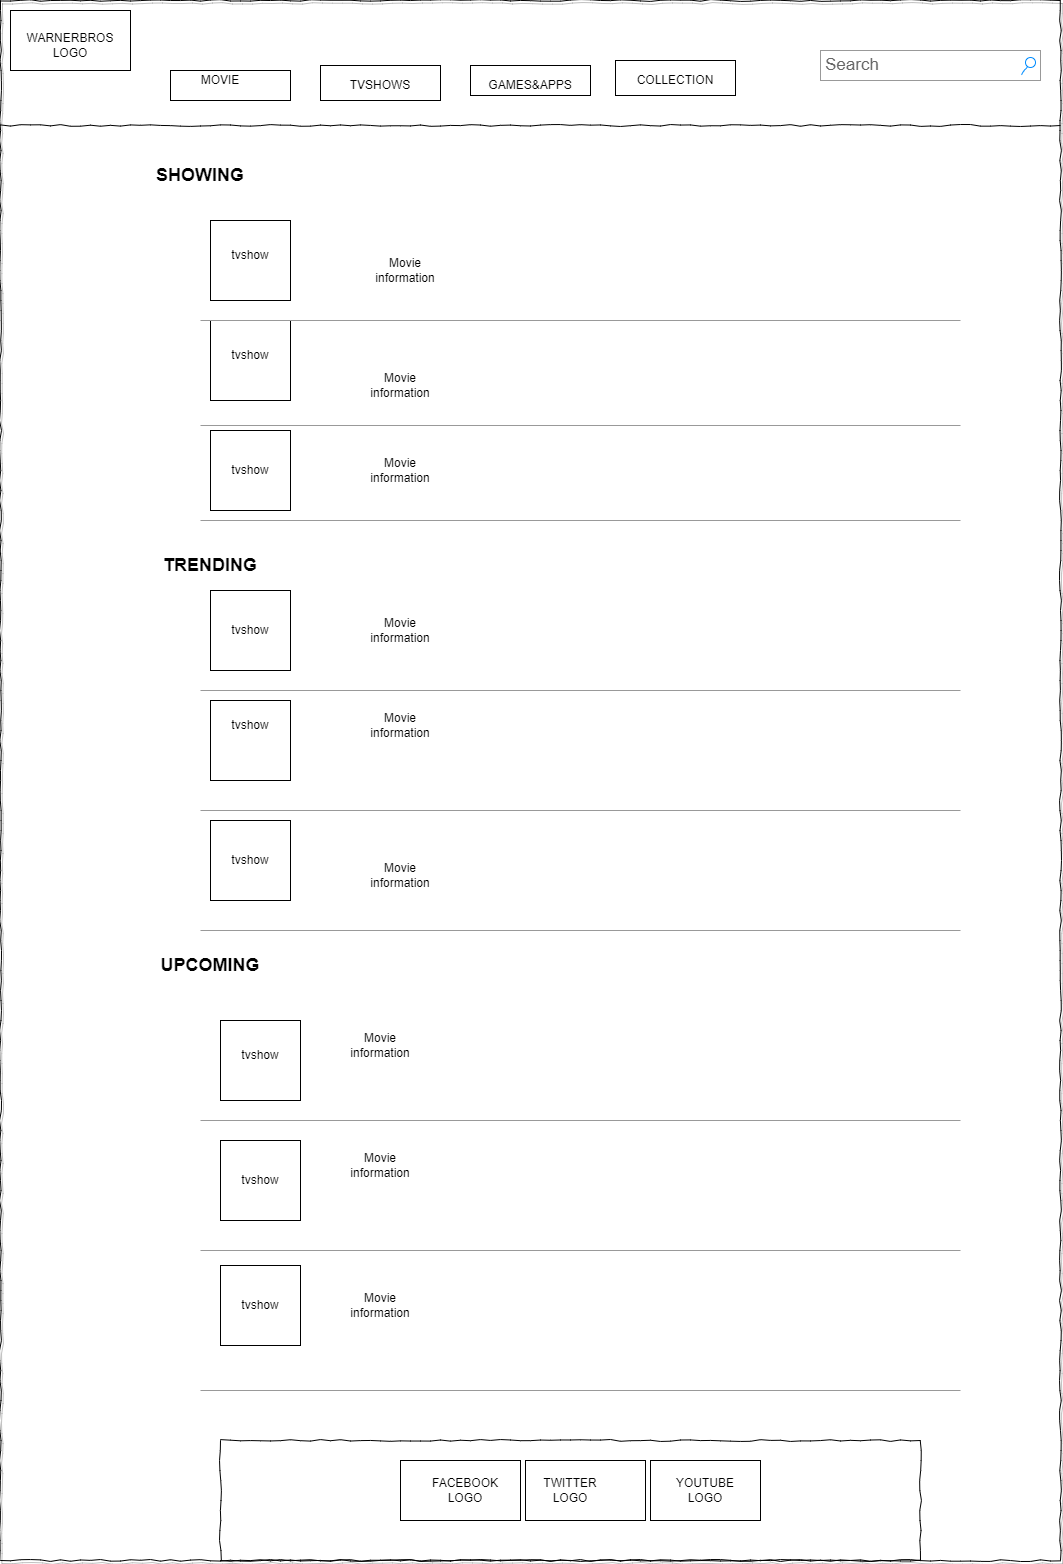 WARNERBROS
LOGO
MOVIE
TVSHOWS
GAMES&APPS
COLLECTION
Search
SHOWING
tvshow
Movie
information
tvshow
Movie
information
tvshow
Movie
information
TRENDING
tvshow
Movie
information
tvshow
Movie
information
tvshow
Movie
information
UPCOMING
tvshow
Movie
information
tvshow
Movie
information
tvshow
Movie
information
FACEBOOK
LOGO
TWITTER
LOGO
YOUTUBE
LOGO